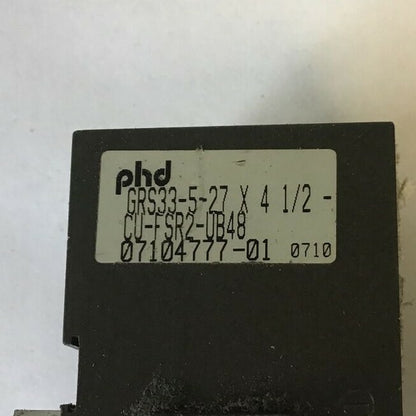 phd
GRS33-5-27 X 4 1/2 -
CU-FSR2-UB48
07104777-01 0710